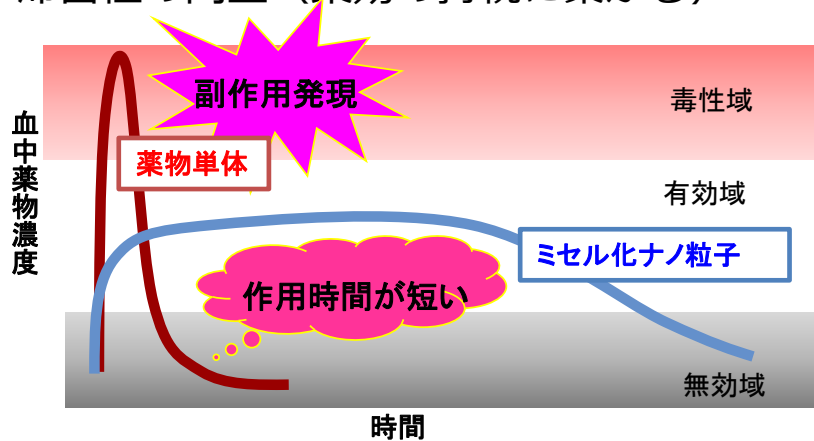 副作用発現
毒性域
血中薬物濃度
薬物単体
有効域
ミセル化ナノ粒子
作用時間が短い
無効域
時間